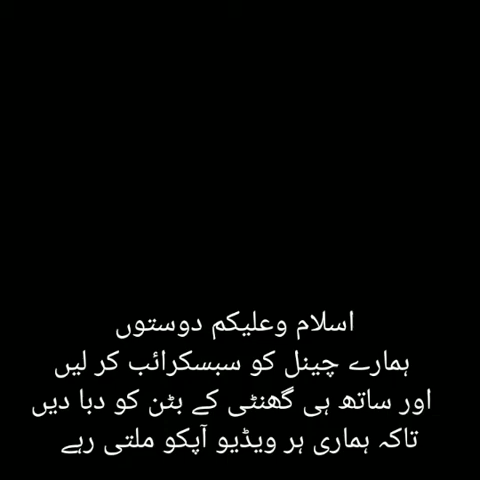 اسلام وعلیکم دوستوں
ہمارے چینل کو سبسکرائب کر لیں
اور ساتھ ہی گھنٹی کے بٹن کو دبا دیں
تاکہ ہماری ہر ویڈیو آپکو ملتی رہے